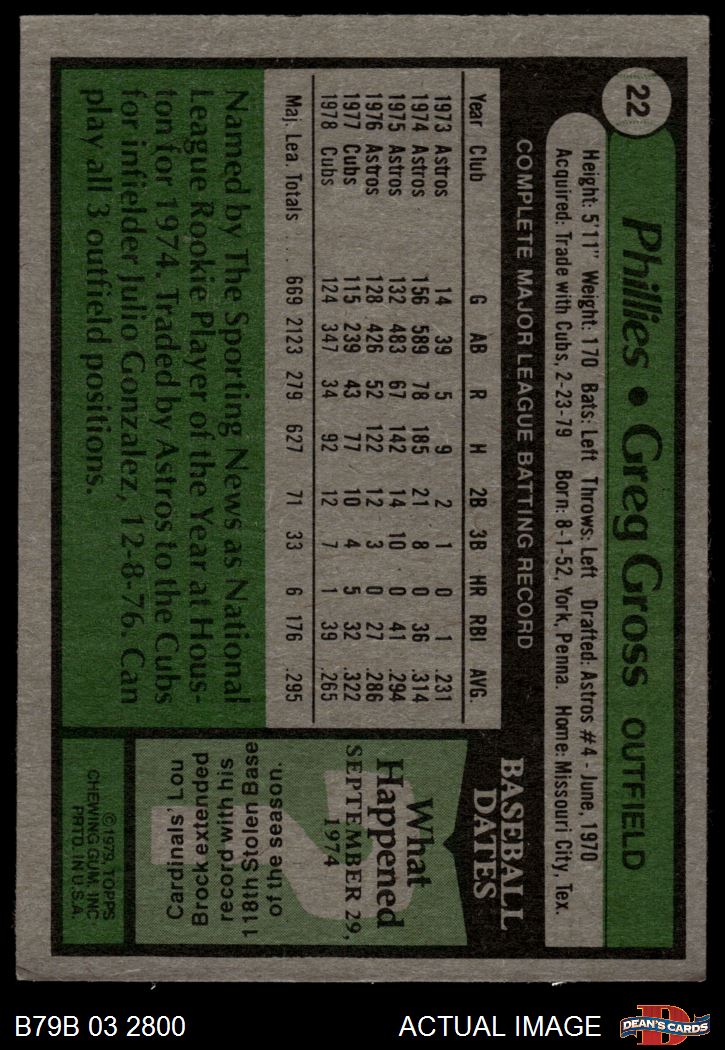 22
Phillies • Greg Gross OUTFIELD
Height: 5'11" Weight: 170 Bats: Left Throws: Left Drafted: Astros #4 - June, 1970
Acquired: Trade with Cubs, 2-23-79 Born: 8-1-52, York, Penna. Home: Missouri City, Tex.
COMPLETE MAJOR LEAGUE BATTING RECORD
Year Club G AB R H 2B 3B HR RBI AVG.
1973 Astros 14 39 5 9 2 1 0 1 .231
1974 Astros 156 589 78 185 21 8 0 36 .314
1975 Astros 132 483 67 142 14 10 0 41 .294
1976 Astros 128 426 52 122 12 3 0 27 .286
1977 Cubs 115 239 43 77 10 4 5 32 .322
1978 Cubs 124 347 34 92 12 7 1 39 .265
Maj. Lea. Totals . . . 669 2123 279 627 71 33 6 176 .295
Named by The Sporting News as National
League Rookie Player of the Year at Hous-
ton for 1974. Traded by Astros to the Cubs
for infielder Julio Gonzalez, 12-8-76. Can
play all 3 outfield positions.
BASEBALL
DATES
What
Happened
SEPTEMBER 29,
1974
Cardinals' Lou
Brock extended
record with his
118th Stolen Base
of the season.
©1979, TOPPS
CHEWING GUM, INC
PRTD. IN U.S.A.
B79B 03 2800
ACTUAL IMAGE
D
DEAN'S CARDS